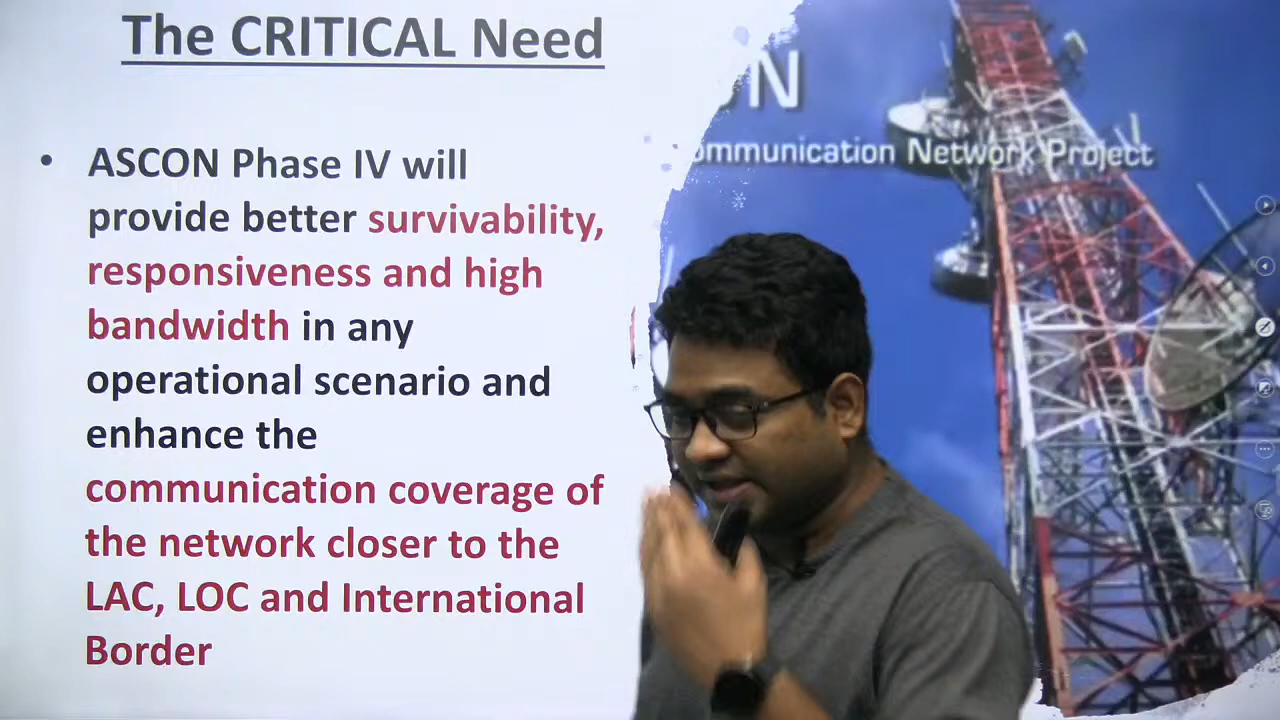 The CRITICAL Need
• ASCON Phase IV will
provide better survivability,
responsiveness and high
bandwidth in any
operational scenario and
enhance the
communication coverage of
the network closer to the
LAC, LOC and International
Border
Network Project